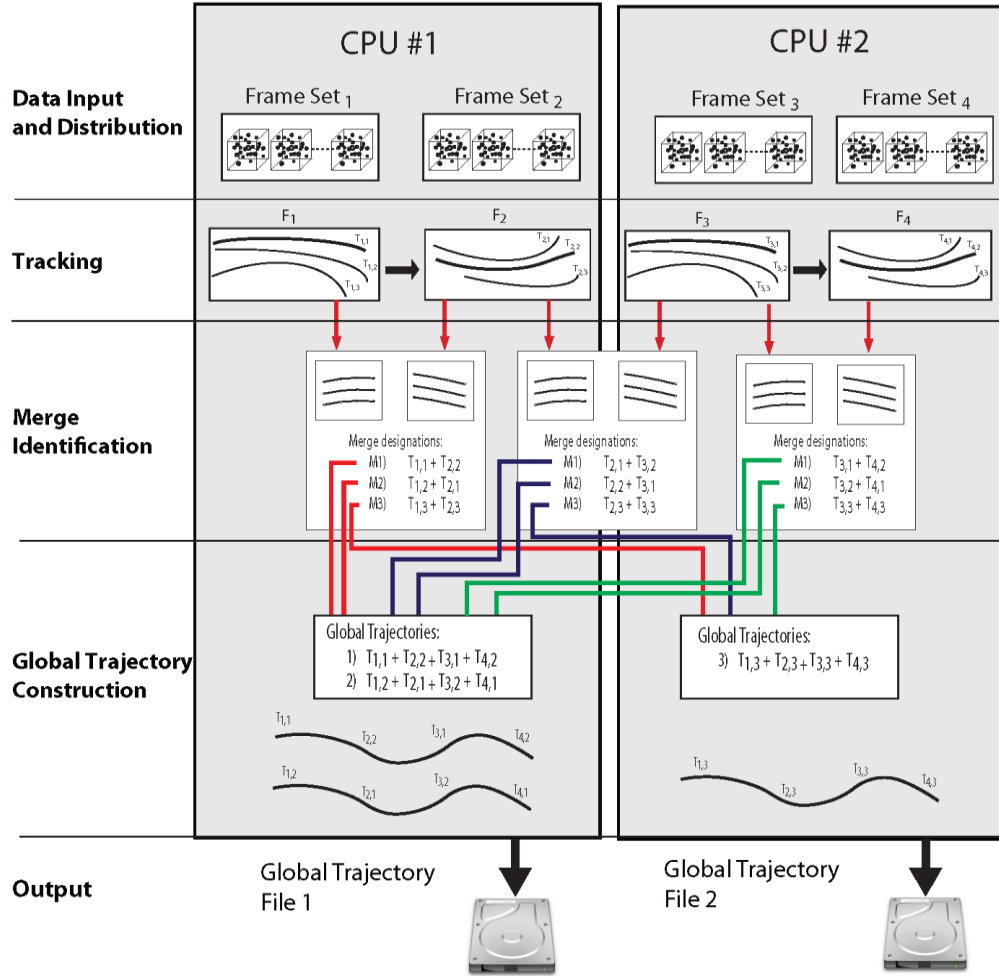 CPU #1
CPU #2
Data Input
and Distribution
Frame Set 1
Frame Set 2
Frame Set 3
Frame Set 4
Tracking
F1
T1,1
T1,2
T1,3
F2
T2,1
T2,2
T2,3
F3
T3,1
T3,2
T3,3
F4
T4,1
T4,2
T4,3
Merge
Identification
Merge designations:
M1) T1,1 + T2,2
M2) T1,2 + T2,1
M3) T1,3 + T2,3
Merge designations:
M1) T2,1 + T3,2
M2) T2,2 + T3,1
M3) T2,3 + T3,3
Merge designations:
M1) T3,1 + T4,2
M2) T3,2 + T4,1
M3) T3,3 + T4,3
Global Trajectory
Construction
Global Trajectories:
1) T1,1 + T2,2 + T3,1 + T4,2
2) T1,2 + T2,1 + T3,2 + T4,1
Global Trajectories:
3) T1,3 + T2,3 + T3,3 + T4,3
T1,1
T2,2
T3,1
T4,2
T1,2
T2,1
T3,2
T4,1
T1,3
T2,3
T3,3
T4,3
Output
Global Trajectory
File 1
Global Trajectory
File 2